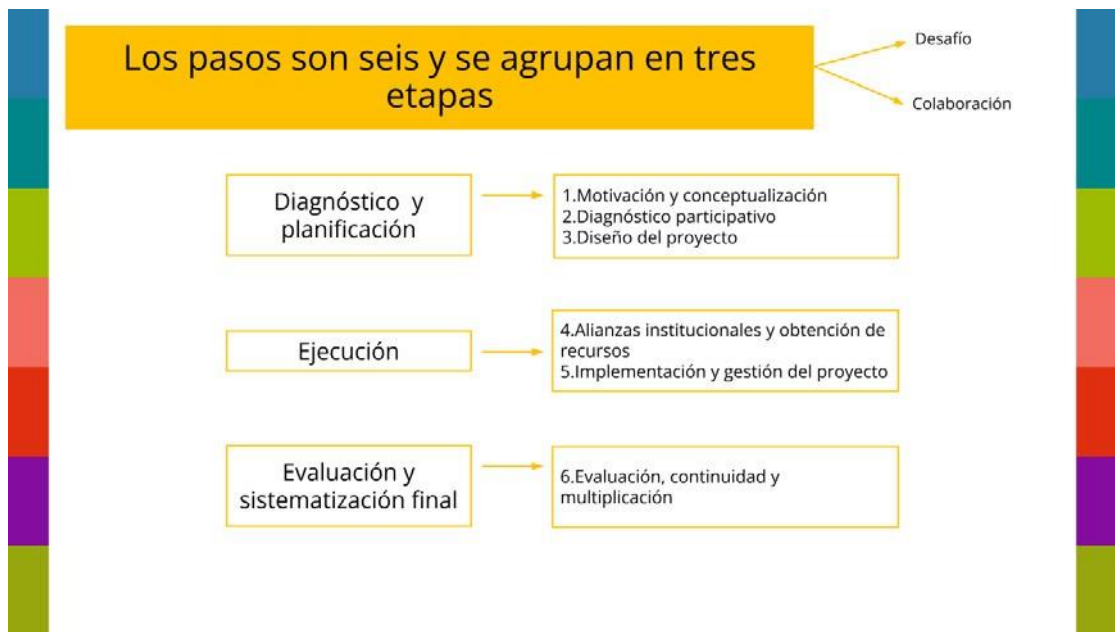 Los pasos son seis y se agrupan en tres
etapas
Desafío
Colaboración
Diagnóstico y
planificación
1.Motivación y conceptualización
2.Diagnóstico participativo
3.Diseño del proyecto
Ejecución
4.Alianzas institucionales y obtención de
recursos
5.Implementación y gestión del proyecto
Evaluación y
sistematización final
6.Evaluación, continuidad y
multiplicación